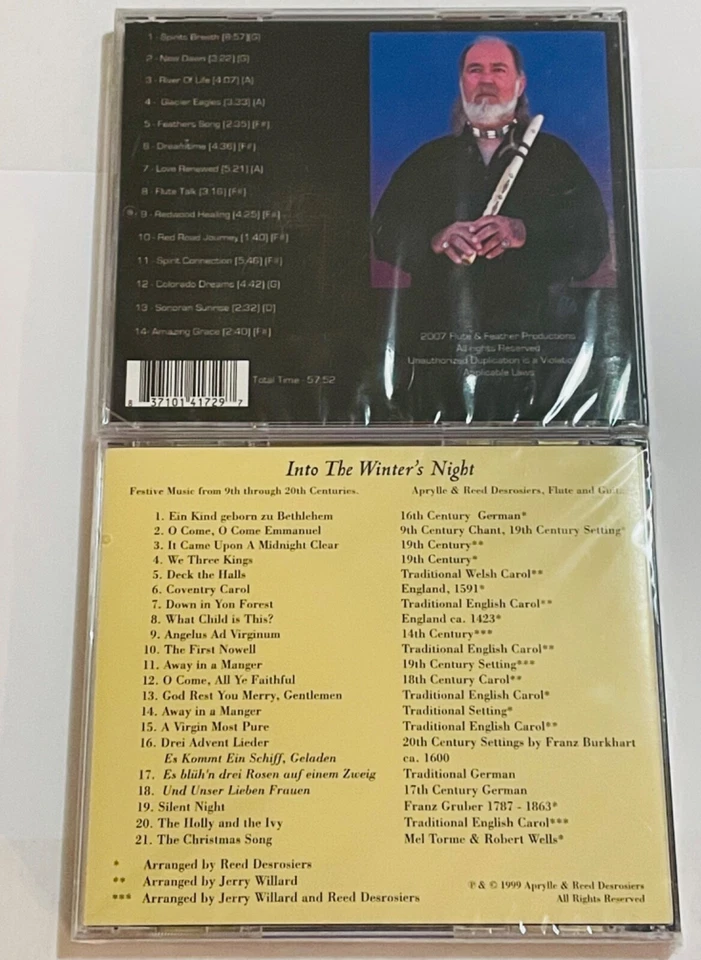 1 - Spirits Breath (8:57)(G)
2 - New Dawn (3:22) (G)
3 - River Of Life (4:07) (A)
4 - Glacier Eagles (3:33) (A)
5 - Feathers Song (2:35) (F#)
6 - Dreamtime (4:36) (F#)
7 - Love Renewed (5:21) (A)
8 - Flute Talk (3:16) (F#)
9 - Redwood Healing (4:25) (F#)
10 - Red Road Journey (1:40) (F#)
11 - Spirit Connection (5:46) (F#)
12 - Colorado Dreams (4:42) (G)
13 - Sonoran Sunrise (2:32) (D)
14- Amazing Grace (2:40) (F#)
2007 Flute & Feather Productions
All rights Reserved
Unauthorized Duplication is a Violatio
Applicable Laws
Total Time - 57:52
8 37101 41729 7
Into The Winter's Night
Festive Music from 9th through 20th Centuries. Aprylle & Reed Desrosiers, Flute and Guitar
1. Ein Kind geborn zu Bethlehem 16th Century German*
2. O Come, O Come Emmanuel 9th Century Chant, 19th Century Setting*
3. It Came Upon A Midnight Clear 19th Century**
4. We Three Kings 19th Century*
5. Deck the Halls Traditional Welsh Carol**
6. Coventry Carol England, 1591*
7. Down in Yon Forest Traditional English Carol**
8. What Child is This? England ca. 1423*
9. Angelus Ad Virginum 14th Century***
10. The First Nowell Traditional English Carol**
11. Away in a Manger 19th Century Setting***
12. O Come, All Ye Faithful 18th Century Carol**
13. God Rest You Merry, Gentlemen Traditional English Carol*
14. Away in a Manger Traditional Setting*
15. A Virgin Most Pure Traditional English Carol**
16. Drei Advent Lieder 20th Century Settings by Franz Burkhart
Es Kommt Ein Schiff, Geladen ca. 1600
17. Es blüh'n drei Rosen auf einem Zweig Traditional German
18. Und Unser Lieben Frauen 17th Century German
19. Silent Night Franz Gruber 1787 - 1863*
20. The Holly and the Ivy Traditional English Carol***
21. The Christmas Song Mel Torme & Robert Wells*
* Arranged by Reed Desrosiers
** Arranged by Jerry Willard
*** Arranged by Jerry Willard and Reed Desrosiers
℗ & © 1999 Aprylle & Reed Desrosiers
All Rights Reserved